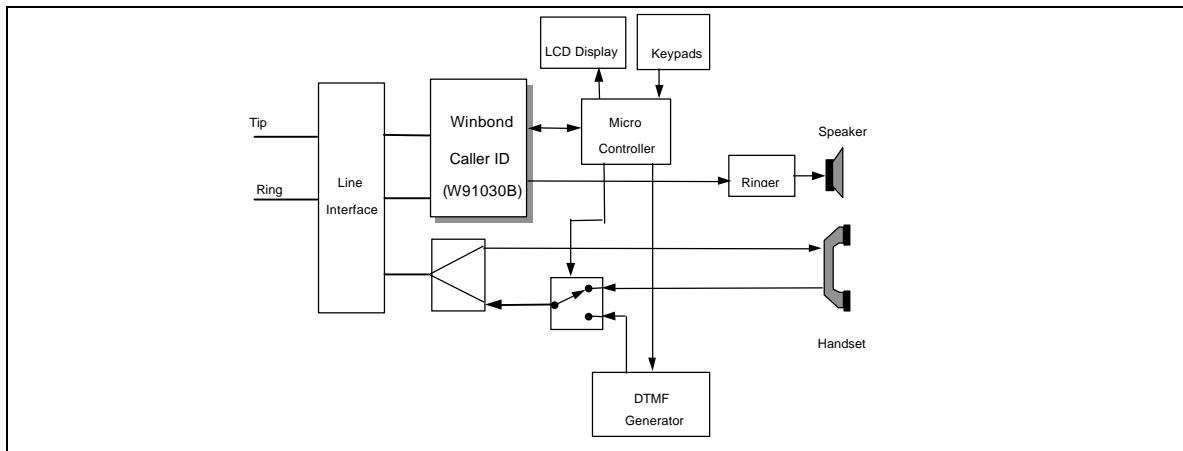 LCD Display
Keypads
Tip
Ring
Line
Interface
Winbond
Caller ID
(W91030B)
Micro
Controller
Ringer
Speaker
Handset
DTMF
Generator